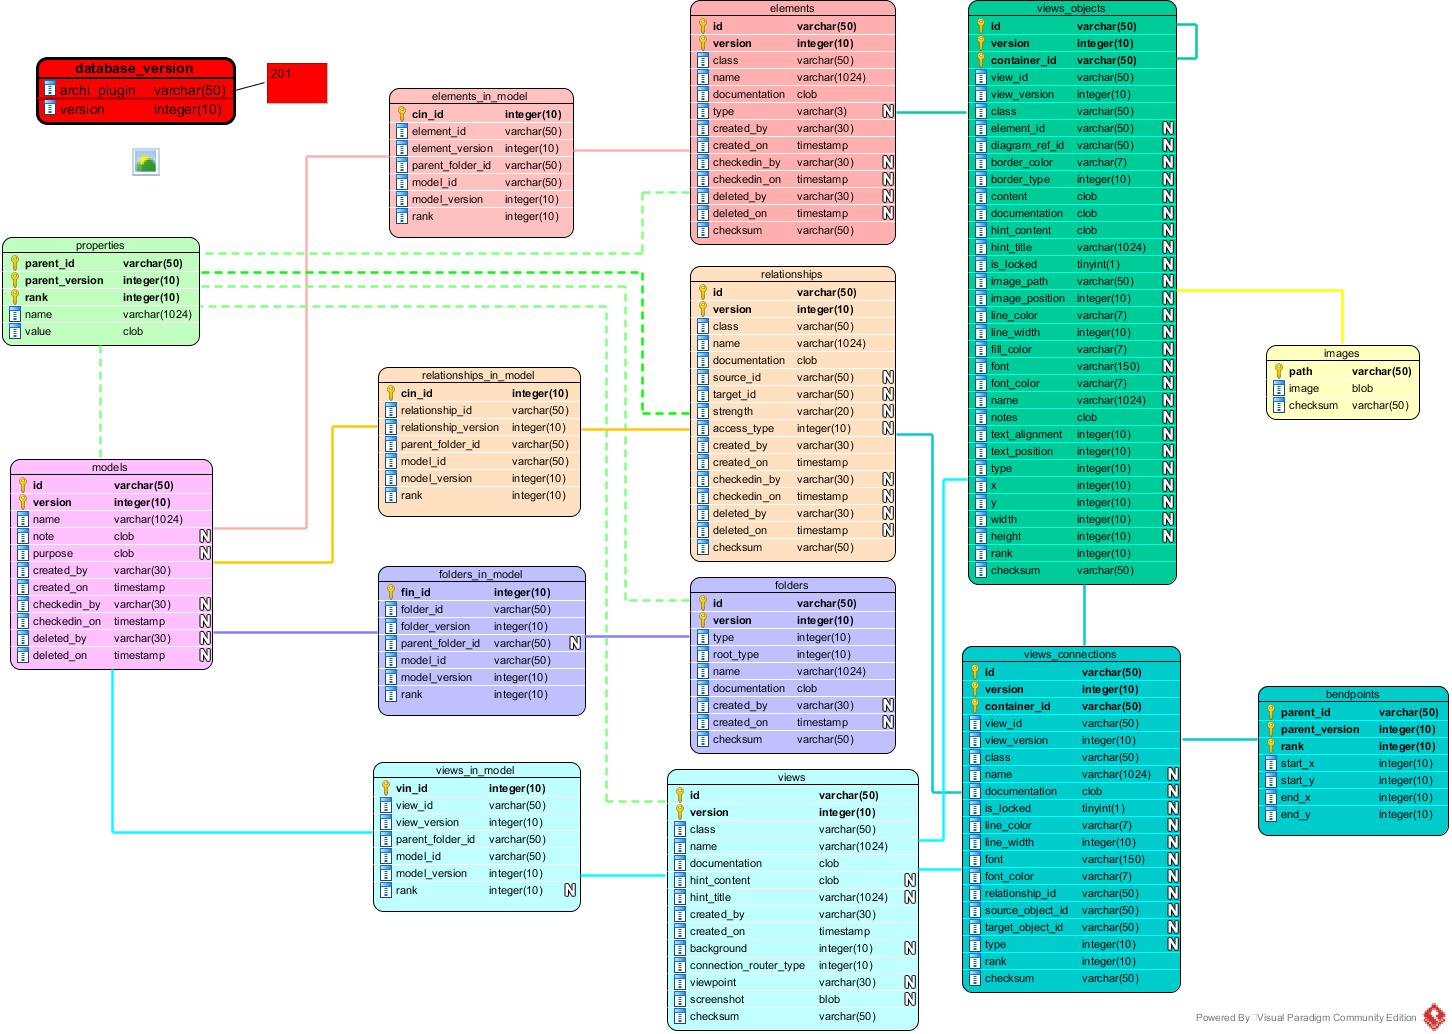 database_version
archi_plugin varchar(50)
version integer(10)
201
elements_in_model
cin_id integer(10)
element_id varchar(50)
element_version integer(10)
parent_folder_id varchar(50)
model_id varchar(50)
model_version integer(10)
rank integer(10)
elements
id varchar(50)
version integer(10)
class varchar(50)
name varchar(1024)
documentation clob
type varchar(3) N
created_by varchar(30)
created_on timestamp
checkedin_by varchar(30) N
checkedin_on timestamp N
deleted_by varchar(30) N
deleted_on timestamp N
checksum varchar(50)
views_objects
id varchar(50)
version integer(10)
container_id varchar(50)
view_id varchar(50)
view_version integer(10)
class varchar(50)
element_id varchar(50) N
diagram_ref_id varchar(50) N
border_color varchar(7) N
border_type integer(10) N
content clob N
documentation clob N
hint_content clob N
hint_title varchar(1024) N
is_locked tinyint(1) N
image_path varchar(50) N
image_position integer(10) N
line_color varchar(7) N
line_width integer(10) N
fill_color varchar(7) N
font varchar(150) N
font_color varchar(7) N
name varchar(1024) N
notes clob N
text_alignment integer(10) N
text_position integer(10) N
type integer(10) N
x integer(10) N
y integer(10) N
width integer(10) N
height integer(10) N
rank integer(10)
checksum varchar(50)
properties
parent_id varchar(50)
parent_version integer(10)
rank integer(10)
name varchar(1024)
value clob
relationships
id varchar(50)
version integer(10)
class varchar(50)
name varchar(1024)
documentation clob
source_id varchar(50) N
target_id varchar(50) N
strength varchar(20) N
access_type integer(10) N
created_by varchar(30)
created_on timestamp
checkedin_by varchar(30) N
checkedin_on timestamp N
deleted_by varchar(30) N
deleted_on timestamp N
checksum varchar(50)
images
path varchar(50)
image blob
checksum varchar(50)
relationships_in_model
cin_id integer(10)
relationship_id varchar(50)
relationship_version integer(10)
parent_folder_id varchar(50)
model_id varchar(50)
model_version integer(10)
rank integer(10)
models
id varchar(50)
version integer(10)
name varchar(1024)
note clob N
purpose clob N
created_by varchar(30)
created_on timestamp
checkedin_by varchar(30) N
checkedin_on timestamp N
deleted_by varchar(30) N
deleted_on timestamp N
folders_in_model
fin_id integer(10)
folder_id varchar(50)
folder_version integer(10)
parent_folder_id varchar(50) N
model_id varchar(50)
model_version integer(10)
rank integer(10)
folders
id varchar(50)
version integer(10)
type integer(10)
root_type integer(10)
name varchar(1024)
documentation clob
created_by varchar(30) N
created_on timestamp N
checksum varchar(50)
views_connections
id varchar(50)
version integer(10)
container_id varchar(50)
view_id varchar(50)
view_version integer(10)
class varchar(50)
name varchar(1024) N
documentation clob N
is_locked tinyint(1) N
line_color varchar(7) N
line_width integer(10) N
font varchar(150) N
font_color varchar(7) N
relationship_id varchar(50) N
source_object_id varchar(50) N
target_object_id varchar(50) N
type integer(10) N
rank integer(10)
checksum varchar(50)
bendpoints
parent_id varchar(50)
parent_version integer(10)
rank integer(10)
start_x integer(10)
start_y integer(10)
end_x integer(10)
end_y integer(10)
views_in_model
vin_id integer(10)
view_id varchar(50)
view_version integer(10)
parent_folder_id varchar(50)
model_id varchar(50)
model_version integer(10)
rank integer(10) N
views
id varchar(50)
version integer(10)
class varchar(50)
name varchar(1024)
documentation clob
hint_content clob N
hint_title varchar(1024) N
created_by varchar(30)
created_on timestamp
background integer(10) N
connection_router_type integer(10)
viewpoint varchar(30) N
screenshot blob N
checksum varchar(50)
Powered By Visual Paradigm Community Edition